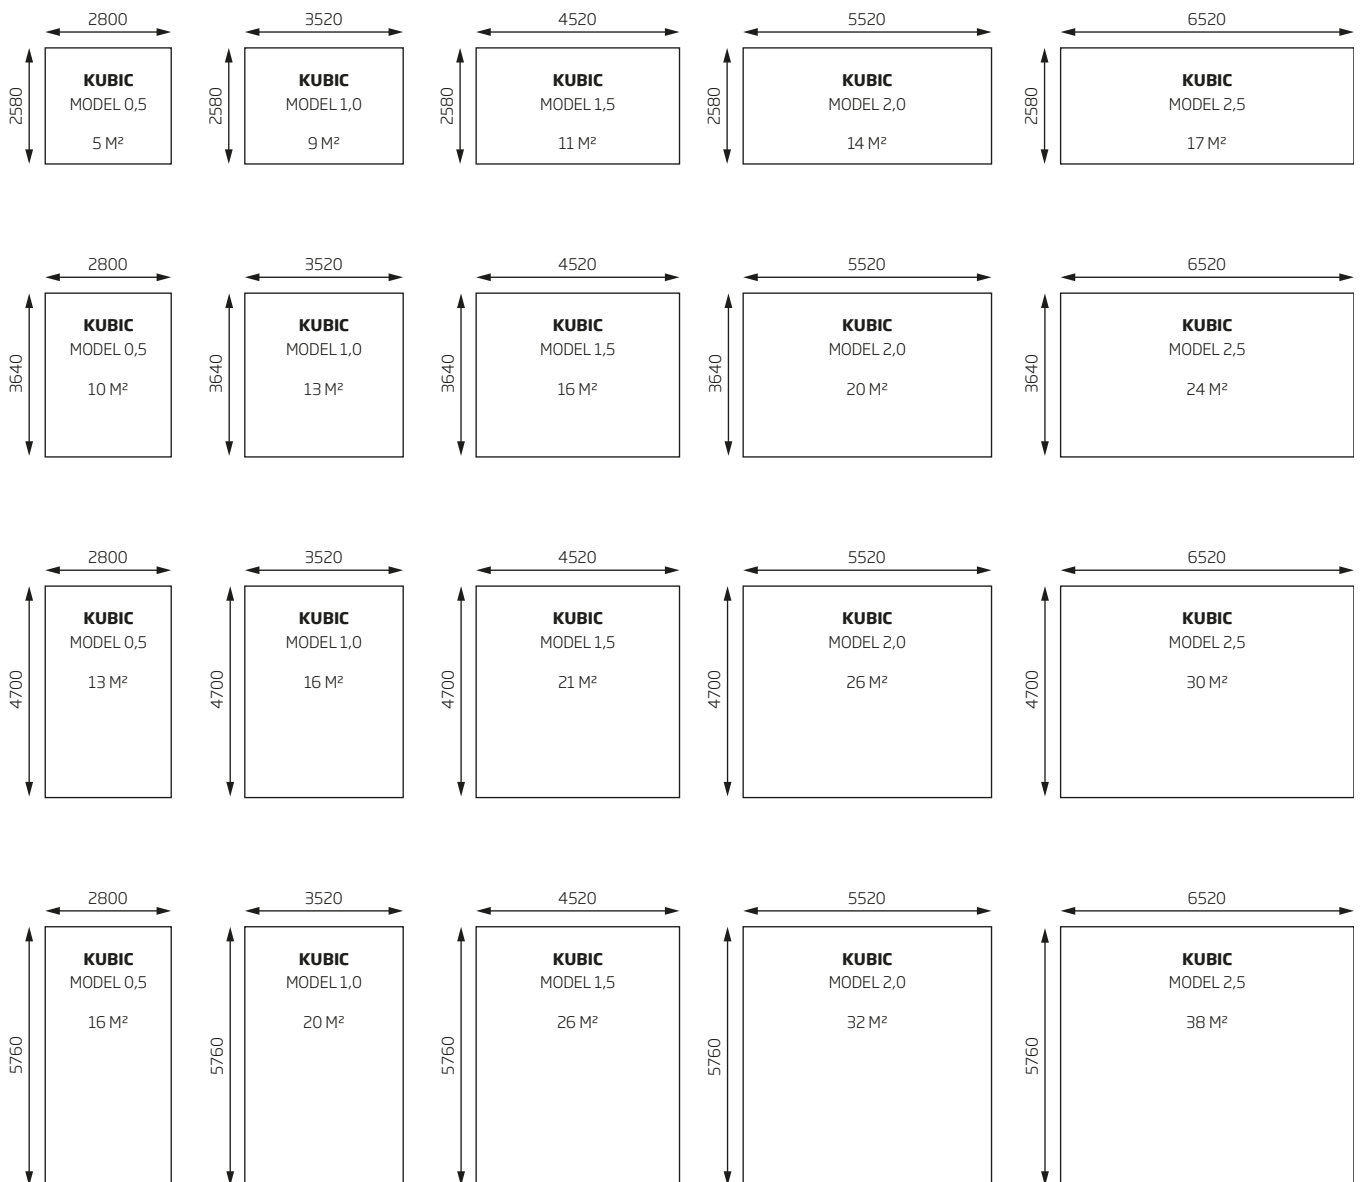 2800 3520 4520 5520 6520
2580 2580 2580 2580 2580
KUBIC KUBIC KUBIC KUBIC KUBIC
MODEL 0,5 MODEL 1,0 MODEL 1,5 MODEL 2,0 MODEL 2,5
5 M² 9 M² 11 M² 14 M² 17 M²
2800 3520 4520 5520 6520
3640 3640 3640 3640 3640
KUBIC KUBIC KUBIC KUBIC KUBIC
MODEL 0,5 MODEL 1,0 MODEL 1,5 MODEL 2,0 MODEL 2,5
10 M² 13 M² 16 M² 20 M² 24 M²
2800 3520 4520 5520 6520
4700 4700 4700 4700 4700
KUBIC KUBIC KUBIC KUBIC KUBIC
MODEL 0,5 MODEL 1,0 MODEL 1,5 MODEL 2,0 MODEL 2,5
13 M² 16 M² 21 M² 26 M² 30 M²
2800 3520 4520 5520 6520
5760 5760 5760 5760 5760
KUBIC KUBIC KUBIC KUBIC KUBIC
MODEL 0,5 MODEL 1,0 MODEL 1,5 MODEL 2,0 MODEL 2,5
16 M² 20 M² 26 M² 32 M² 38 M²